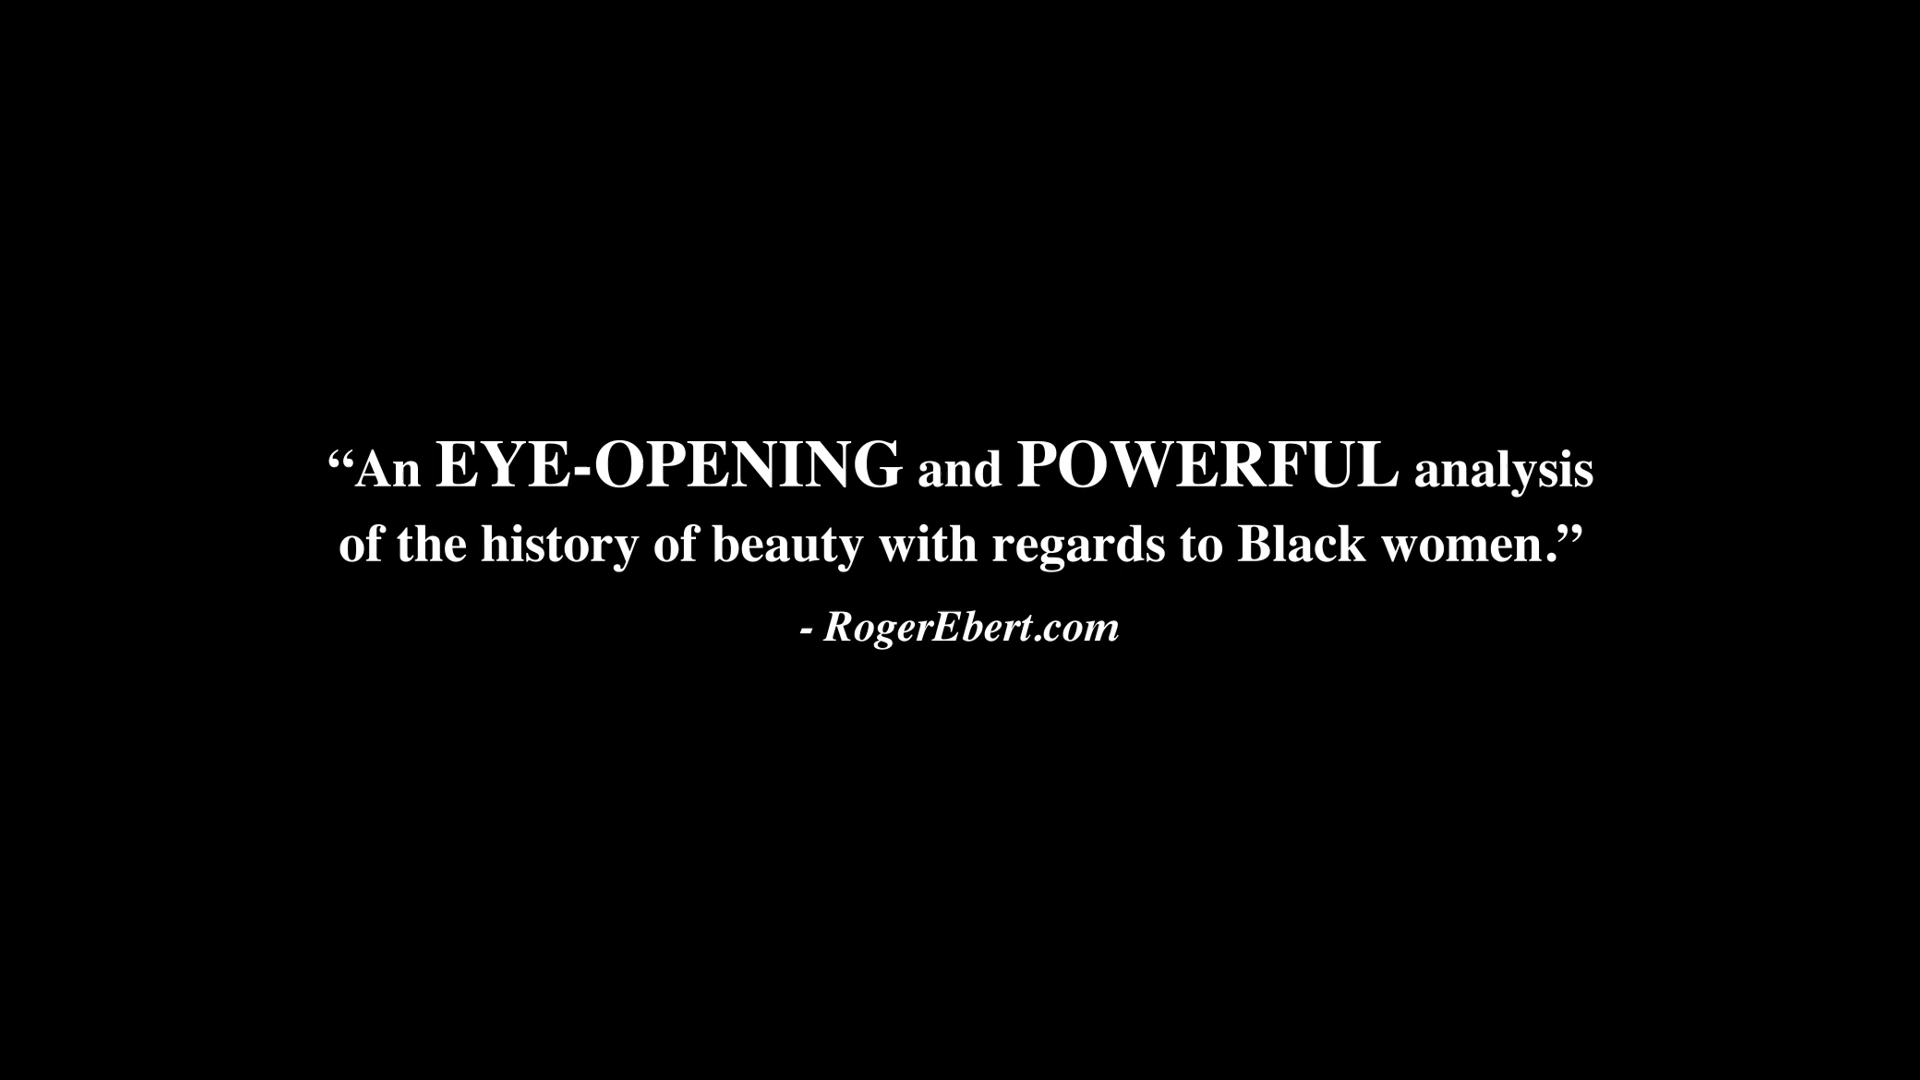 “An EYE-OPENING and POWERFUL analysis
of the history of beauty with regards to Black women.”
- RogerEbert.com